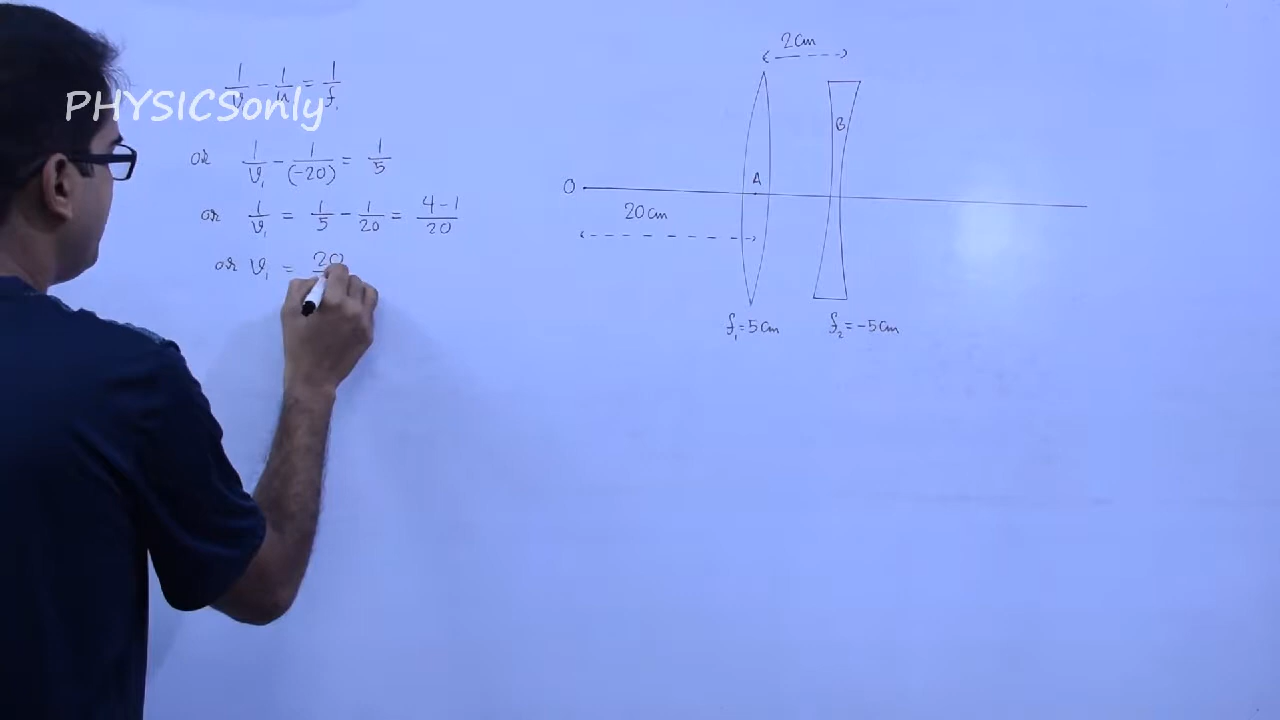 1/v₁ - 1/u = 1/f₁
PHYSICSonly
or 1/v₁ - 1/(-20) = 1/5
or 1/v₁ = 1/5 - 1/20 = 4-1/20
or v₁ = 20
2cm
B
O
A
20cm
f₁=5cm
f₂=-5cm